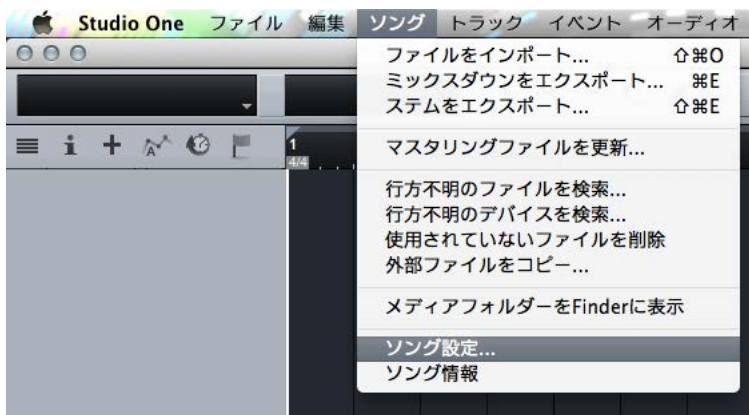 Studio One ファイル 編集 ソング トラック イベント オーディオ
ファイルをインポート... ⇧⌘O
ミックスダウンをエクスポート... ⌘E
ステムをエクスポート... ⇧⌘E
1
4/4
マスタリングファイルを更新...
行方不明のファイルを検索...
行方不明のデバイスを検索...
使用されていないファイルを削除
外部ファイルをコピー...
メディアフォルダーをFinderに表示
ソング設定...
ソング情報